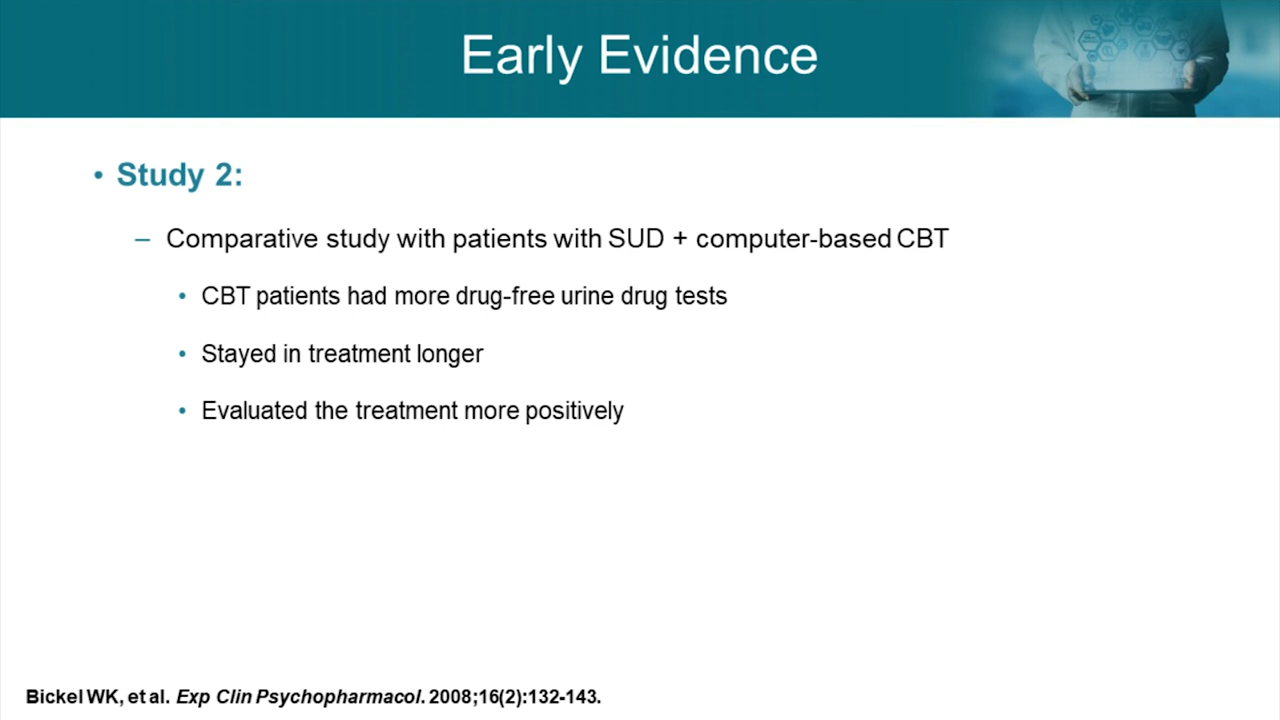 Early Evidence
• Study 2:
– Comparative study with patients with SUD + computer-based CBT
• CBT patients had more drug-free urine drug tests
• Stayed in treatment longer
• Evaluated the treatment more positively
Bickel WK, et al. Exp Clin Psychopharmacol. 2008;16(2):132-143.